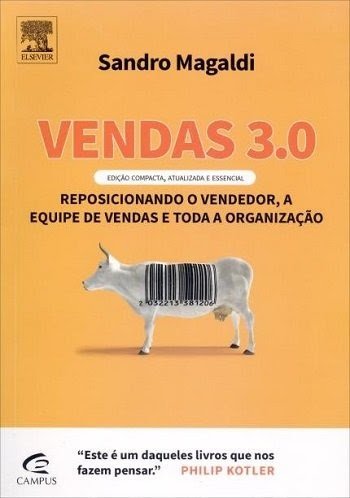 ELSEVIER
Sandro Magaldi
VENDAS 3.0
EDIÇÃO COMPACTA, ATUALIZADA E ESSENCIAL
REPOSICIONANDO O VENDEDOR, A
EQUIPE DE VENDAS E TODA A ORGANIZAÇÃO
2 032213 381206
“Este é um daqueles livros que nos
fazem pensar.” PHILIP KOTLER
CAMPUS